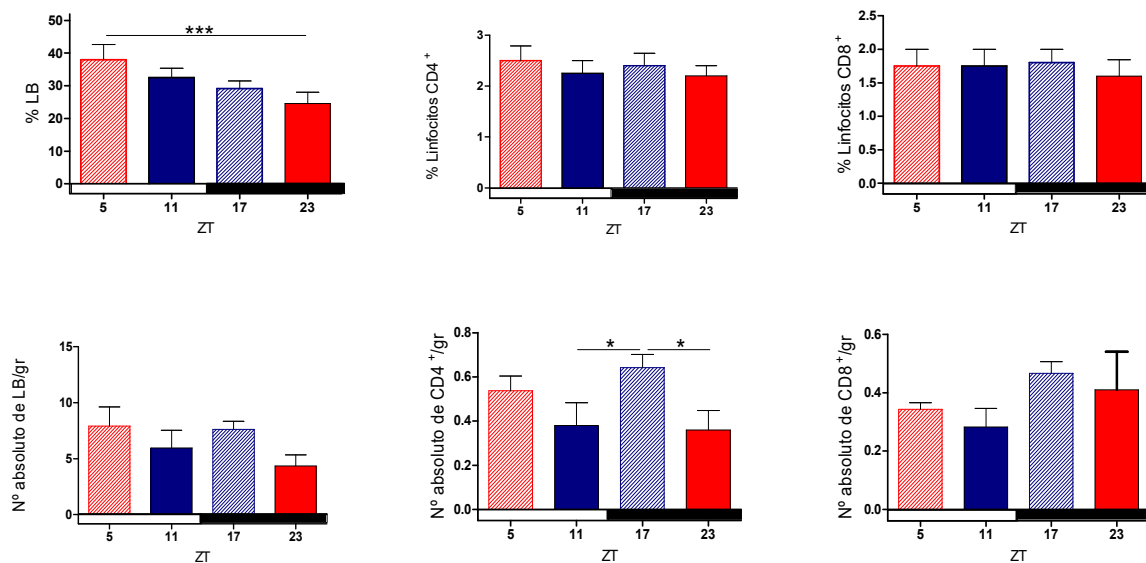 % LB
50
40
30
20
10
0
***
5 11 17 23
ZT
% Linfocitos CD4+
3
2
1
0
5 11 17 23
ZT
% Linfocitos CD8+
2.5
2.0
1.5
1.0
0.5
0.0
5 11 17 23
ZT
Nº absoluto de LB/gr
15
10
5
0
5 11 17 23
ZT
Nº absoluto de CD4+/gr
0.8
0.6
0.4
0.2
0.0
* *
5 11 17 23
ZT
Nº absoluto de CD8+/gr
0.6
0.4
0.2
0.0
5 11 17 23
ZT